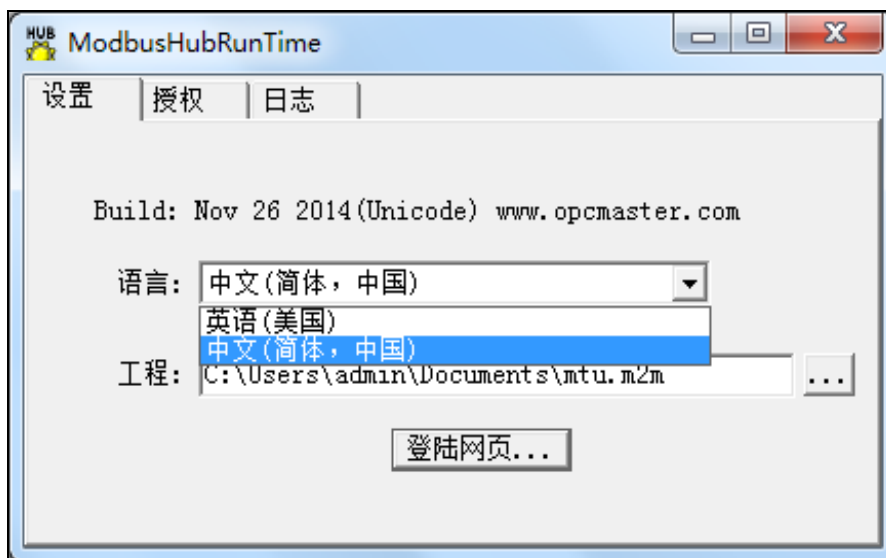 HUB
ModbusHubRunTime
设置 授权 日志
Build: Nov 26 2014(Unicode) www.opcmaster.com
语言: 中文(简体，中国)
英语(美国)
中文(简体，中国)
工程: C:\Users\admin\Documents\mtu.m2m ...
登陆网页...